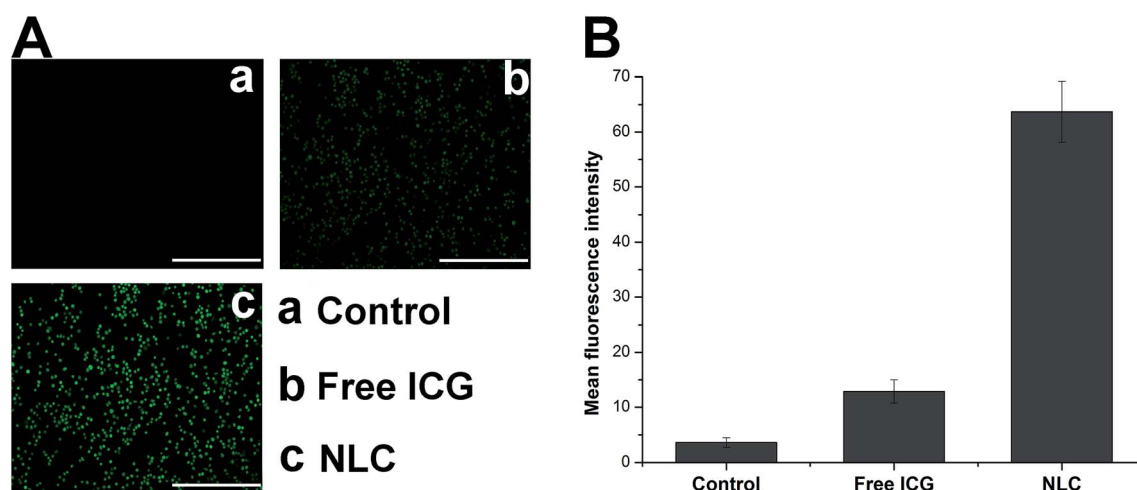 A
a
b
c
a Control
b Free ICG
c NLC
B
Mean fluorescence intensity
70
60
50
40
30
20
10
0
Control Free ICG NLC